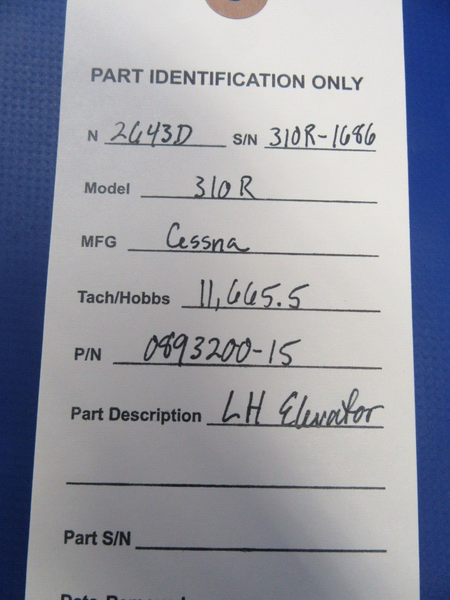 PART IDENTIFICATION ONLY
N 2643D S/N 310R-1686
Model 310R
MFG Cessna
Tach/Hobbs 11,665.5
P/N 0893200-15
Part Description LH Elevator
Part S/N